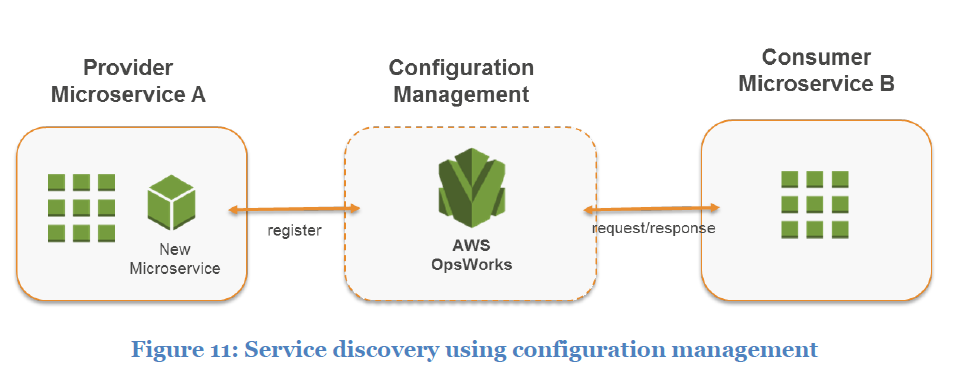 Provider
Microservice A
Configuration
Management
Consumer
Microservice B
New
Microservice
register
AWS
OpsWorks
request/response
Figure 11: Service discovery using configuration management